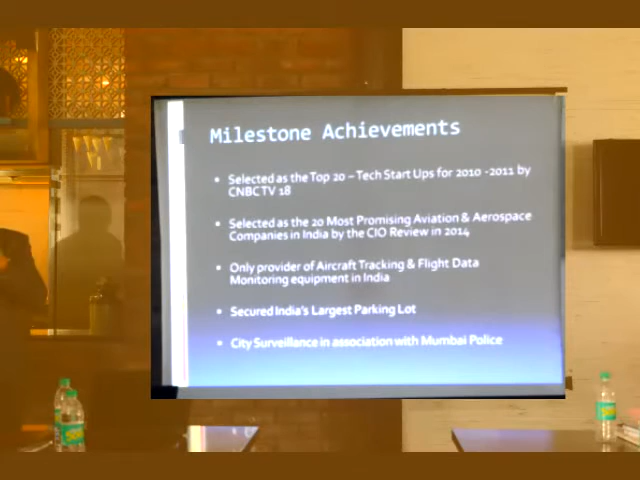 Milestone Achievements
• Selected as the Top 20 – Tech Start Ups for 2010 -2011 by
CNBCTV 18
• Selected as the 20 Most Promising Aviation & Aerospace
Companies in India by the CIO Review in 2014
• Only provider of Aircraft Tracking & Flight Data
Monitoring equipment in India
• Secured India's Largest Parking Lot
• City Surveillance in association with Mumbai Police